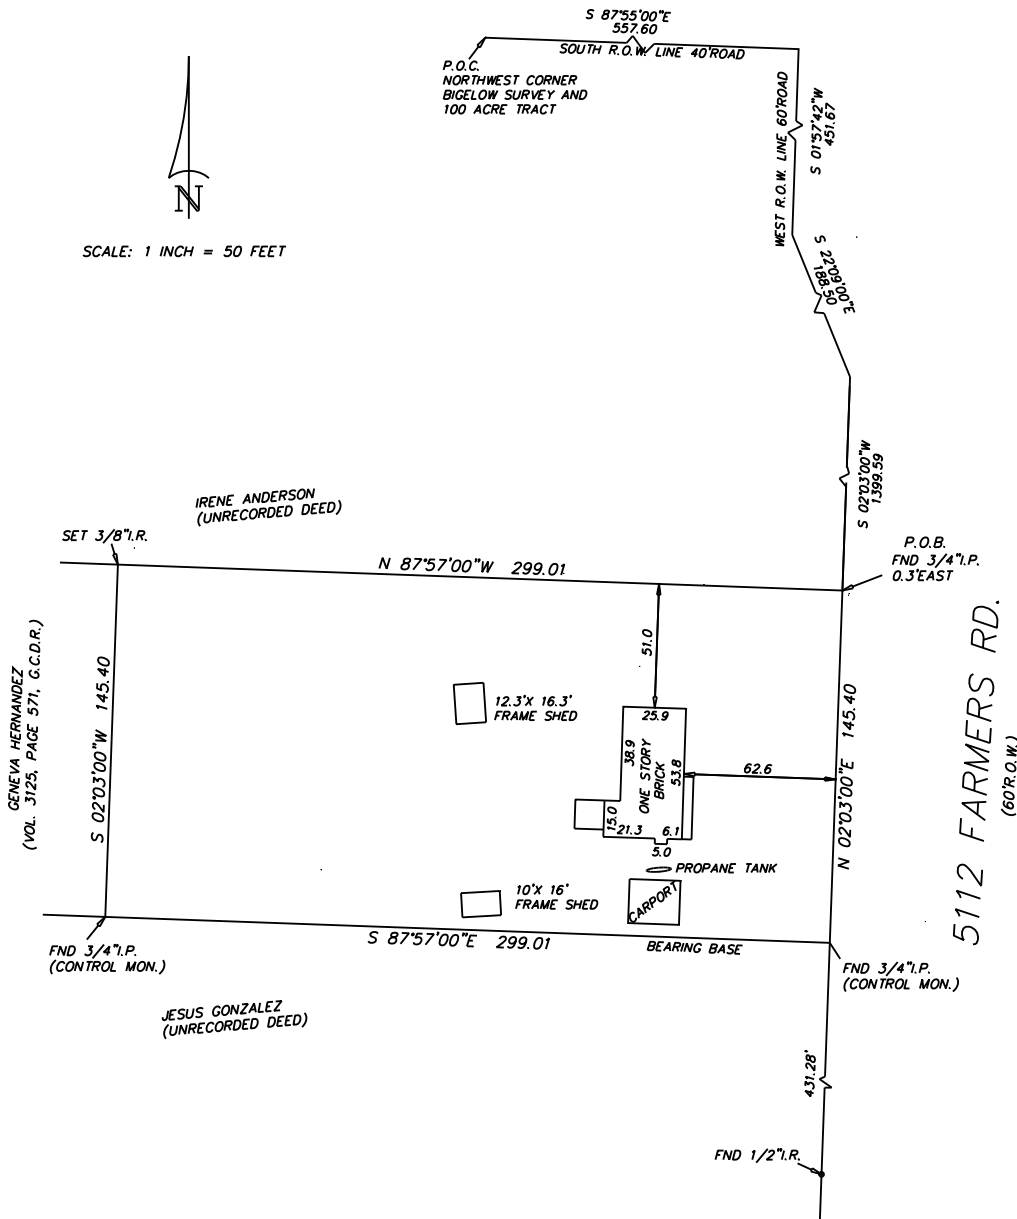 S 87°55'00"E
557.60
SOUTH R.O.W. LINE 40'ROAD
P.O.C.
NORTHWEST CORNER
BIGELOW SURVEY AND
100 ACRE TRACT
WEST R.O.W. LINE 60'ROAD
S 01°57'42"W
451.67
N
SCALE: 1 INCH = 50 FEET
S 22°09'00"E
188.50
S 02°03'00"W
1399.59
IRENE ANDERSON
(UNRECORDED DEED)
SET 3/8"I.R.
N 87°57'00"W 299.01
P.O.B.
FND 3/4"I.P.
0.3'EAST
GENEVA HERNANDEZ
(VOL. 3125, PAGE 571, G.C.D.R.)
S 02°03'00"W 145.40
51.0
12.3'X 16.3'
FRAME SHED
25.9
38.9
ONE STORY
BRICK
53.8
62.6
15.0
21.3
6.1
5.0
N 02°03'00"E 145.40
5112 FARMERS RD.
(60'R.O.W.)
PROPANE TANK
10'X 16'
FRAME SHED
CARPORT
S 87°57'00"E 299.01
BEARING BASE
FND 3/4"I.P.
(CONTROL MON.)
FND 3/4"I.P.
(CONTROL MON.)
JESUS GONZALEZ
(UNRECORDED DEED)
431.28'
FND 1/2"I.R.